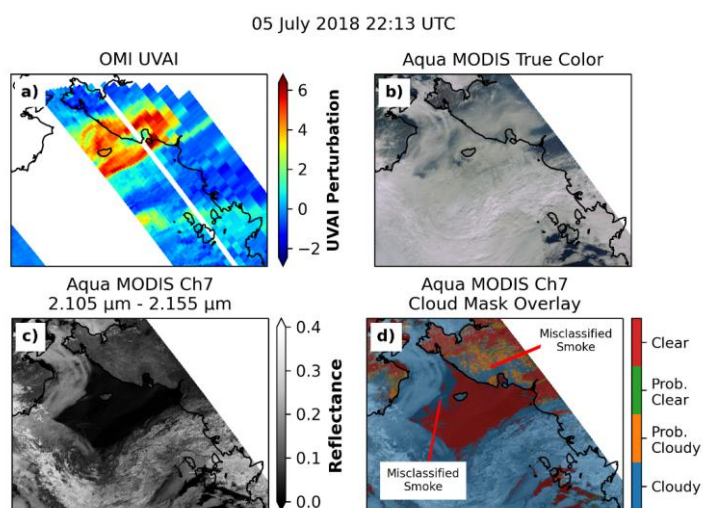 05 July 2018 22:13 UTC
OMI UVAI
a)
6
4
2
0
−2
UVAI Perturbation
Aqua MODIS True Color
b)
Aqua MODIS Ch7
2.105 μm - 2.155 μm
c)
0.4
0.3
0.2
0.1
0.0
Reflectance
Aqua MODIS Ch7
Cloud Mask Overlay
d)
Misclassified
Smoke
Misclassified
Smoke
Clear
Prob.
Clear
Prob.
Cloudy
Cloudy